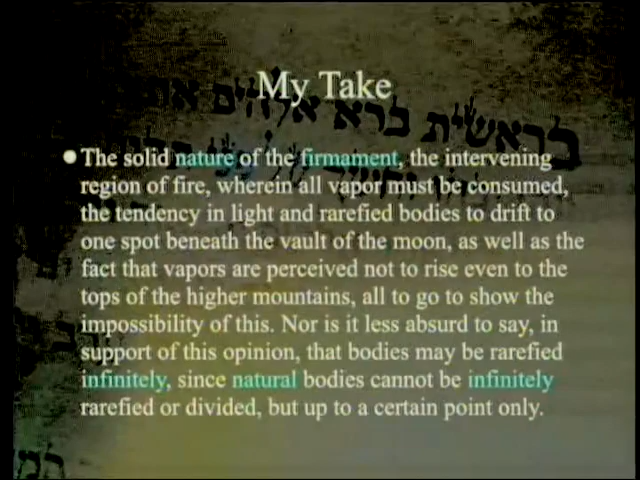 My Take
בראשית ברא אלהים את
• The solid nature of the firmament, the intervening
region of fire, wherein all vapor must be consumed,
the tendency in light and rarefied bodies to drift to
one spot beneath the vault of the moon, as well as the
fact that vapors are perceived not to rise even to the
tops of the higher mountains, all to go to show the
impossibility of this. Nor is it less absurd to say, in
support of this opinion, that bodies may be rarefied
infinitely, since natural bodies cannot be infinitely
rarefied or divided, but up to a certain point only.